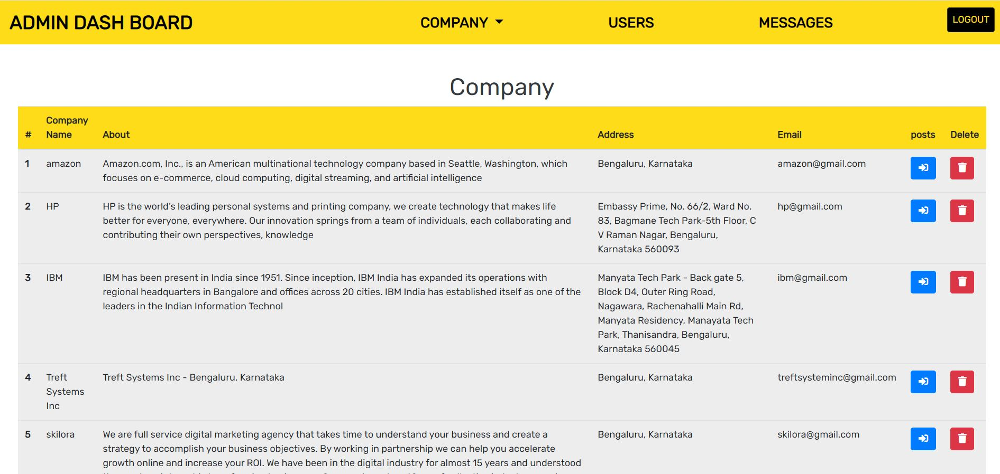 ADMIN DASH BOARD
COMPANY
USERS
MESSAGES
LOGOUT
Company
#
Company
Name
About
Address
Email
posts
Delete
1
amazon
Amazon.com, Inc., is an American multinational technology company based in Seattle, Washington, which
focuses on e-commerce, cloud computing, digital streaming, and artificial intelligence
Bengaluru, Karnataka
amazon@gmail.com
2
HP
HP is the world’s leading personal systems and printing company, we create technology that makes life
better for everyone, everywhere. Our innovation springs from a team of individuals, each collaborating and
contributing their own perspectives, knowledge
Embassy Prime, No. 66/2, Ward No.
83, Bagmane Tech Park-5th Floor, C
V Raman Nagar, Bengaluru,
Karnataka 560093
hp@gmail.com
3
IBM
IBM has been present in India since 1951. Since inception, IBM India has expanded its operations with
regional headquarters in Bangalore and offices across 20 cities. IBM India has established itself as one of the
leaders in the Indian Information Technol
Manyata Tech Park - Back gate 5,
Block D4, Outer Ring Road,
Nagawara, Rachenahalli Main Rd,
Manyata Residency, Manayata Tech
Park, Thanisandra, Bengaluru,
Karnataka 560045
ibm@gmail.com
4
Treft
Systems
Inc
Treft Systems Inc - Bengaluru, Karnataka
Bengaluru, Karnataka
treftsysteminc@gmail.com
5
skilora
We are full service digital marketing agency that takes time to understand your business and create a
strategy to accomplish your business objectives. By working in partnership we can help you accelerate
growth online and increase your ROI. We have been in the digital industry for almost 15 years and understood
Bengaluru, Karnataka
skilora@gmail.com